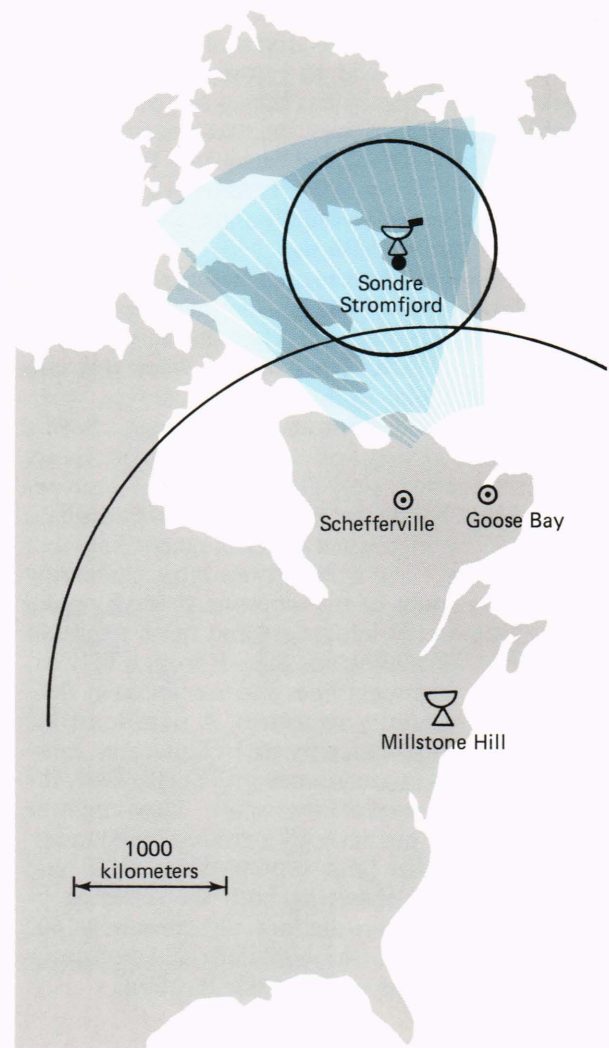 Sondre
Stromfjord
Schefferville
Goose Bay
Millstone Hill
1000
kilometers